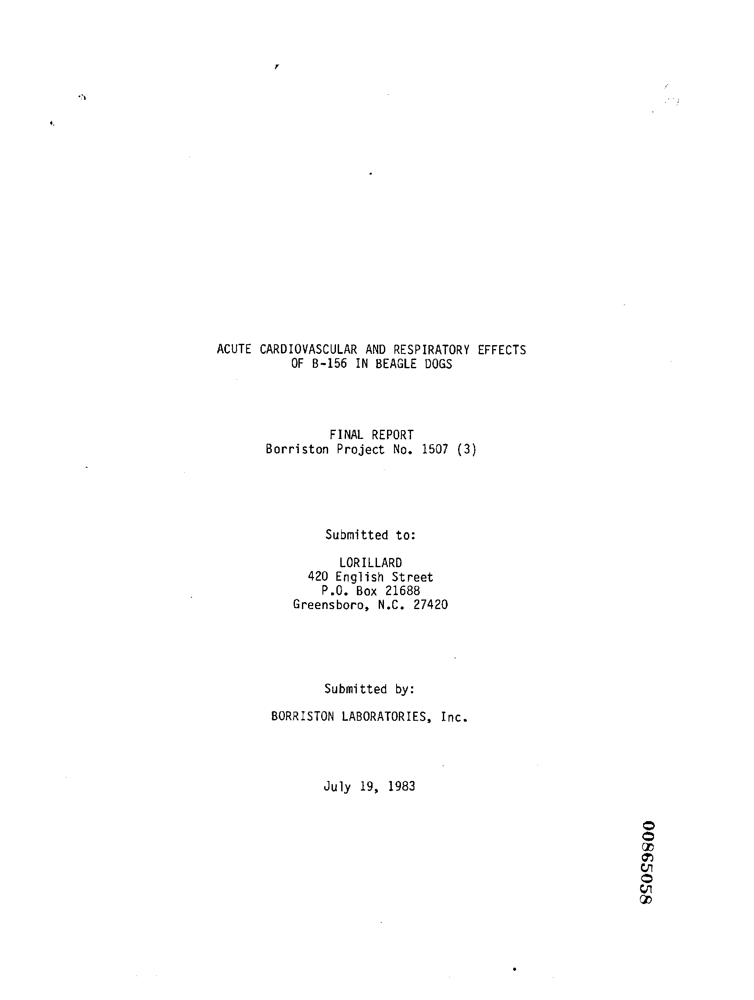 ACUTE CARDIOVASCULAR AND RESPIRATORY EFFECTS
OF B-156 IN BEAGLE DOGS
FINAL REPORT
Borriston Project No. 1507 (3)
Submitted to:
LORILLARD
420 English Street
P.O. Box 21688
Greensboro, N.C. 27420
Submitted by:
BORRISTON LABORATORIES, Inc.
July 19, 1983
00865058